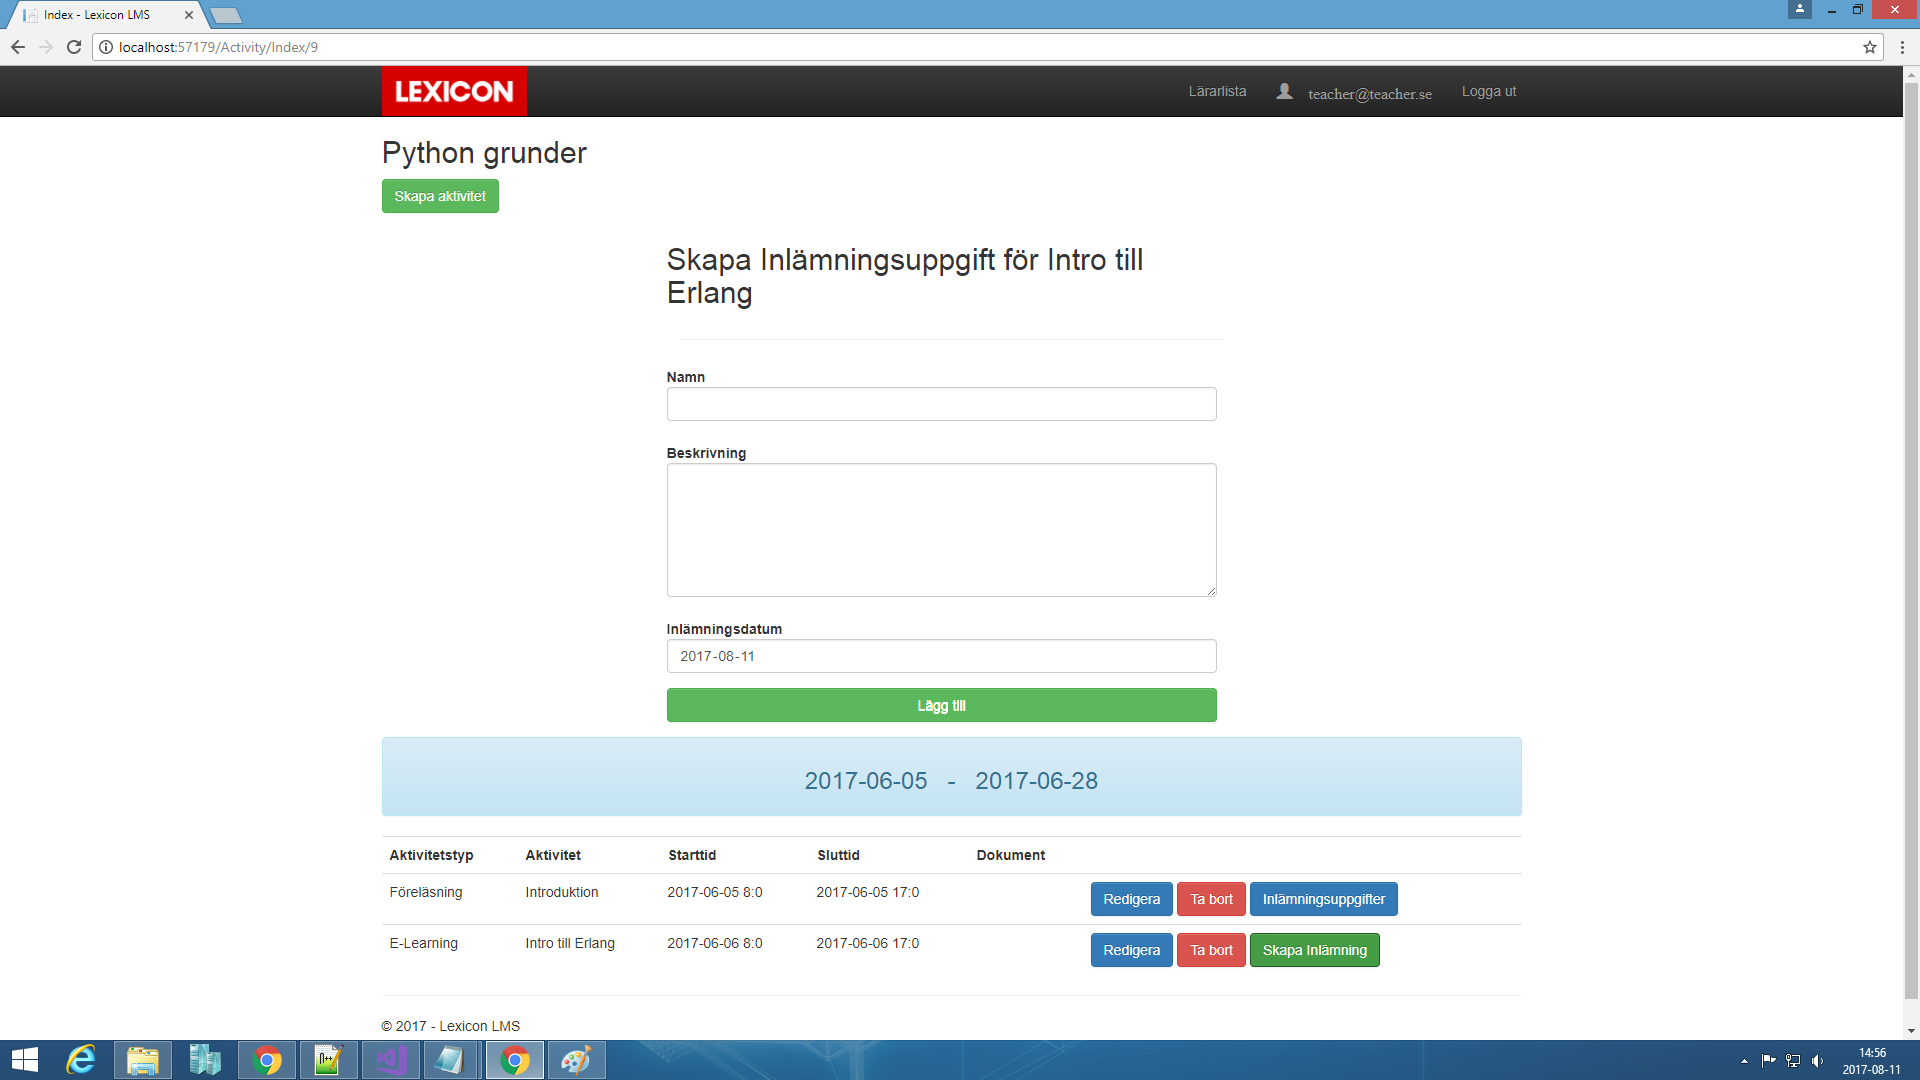 Index - Lexicon LMS
localhost:57179/Activity/Index/9
LEXICON
Lärarlista teacher@teacher.se Logga ut
Python grunder
Skapa aktivitet
Skapa Inlämningsuppgift för Intro till
Erlang
Namn
Beskrivning
Inlämningsdatum
2017-08-11
Lägg till
2017-06-05 - 2017-06-28
Aktivitetstyp Aktivitet Starttid Sluttid Dokument
Föreläsning Introduktion 2017-06-05 8:0 2017-06-05 17:0 Redigera Ta bort Inlämningsuppgifter
E-Learning Intro till Erlang 2017-06-06 8:0 2017-06-06 17:0 Redigera Ta bort Skapa Inlämning
© 2017 - Lexicon LMS
14:56
2017-08-11